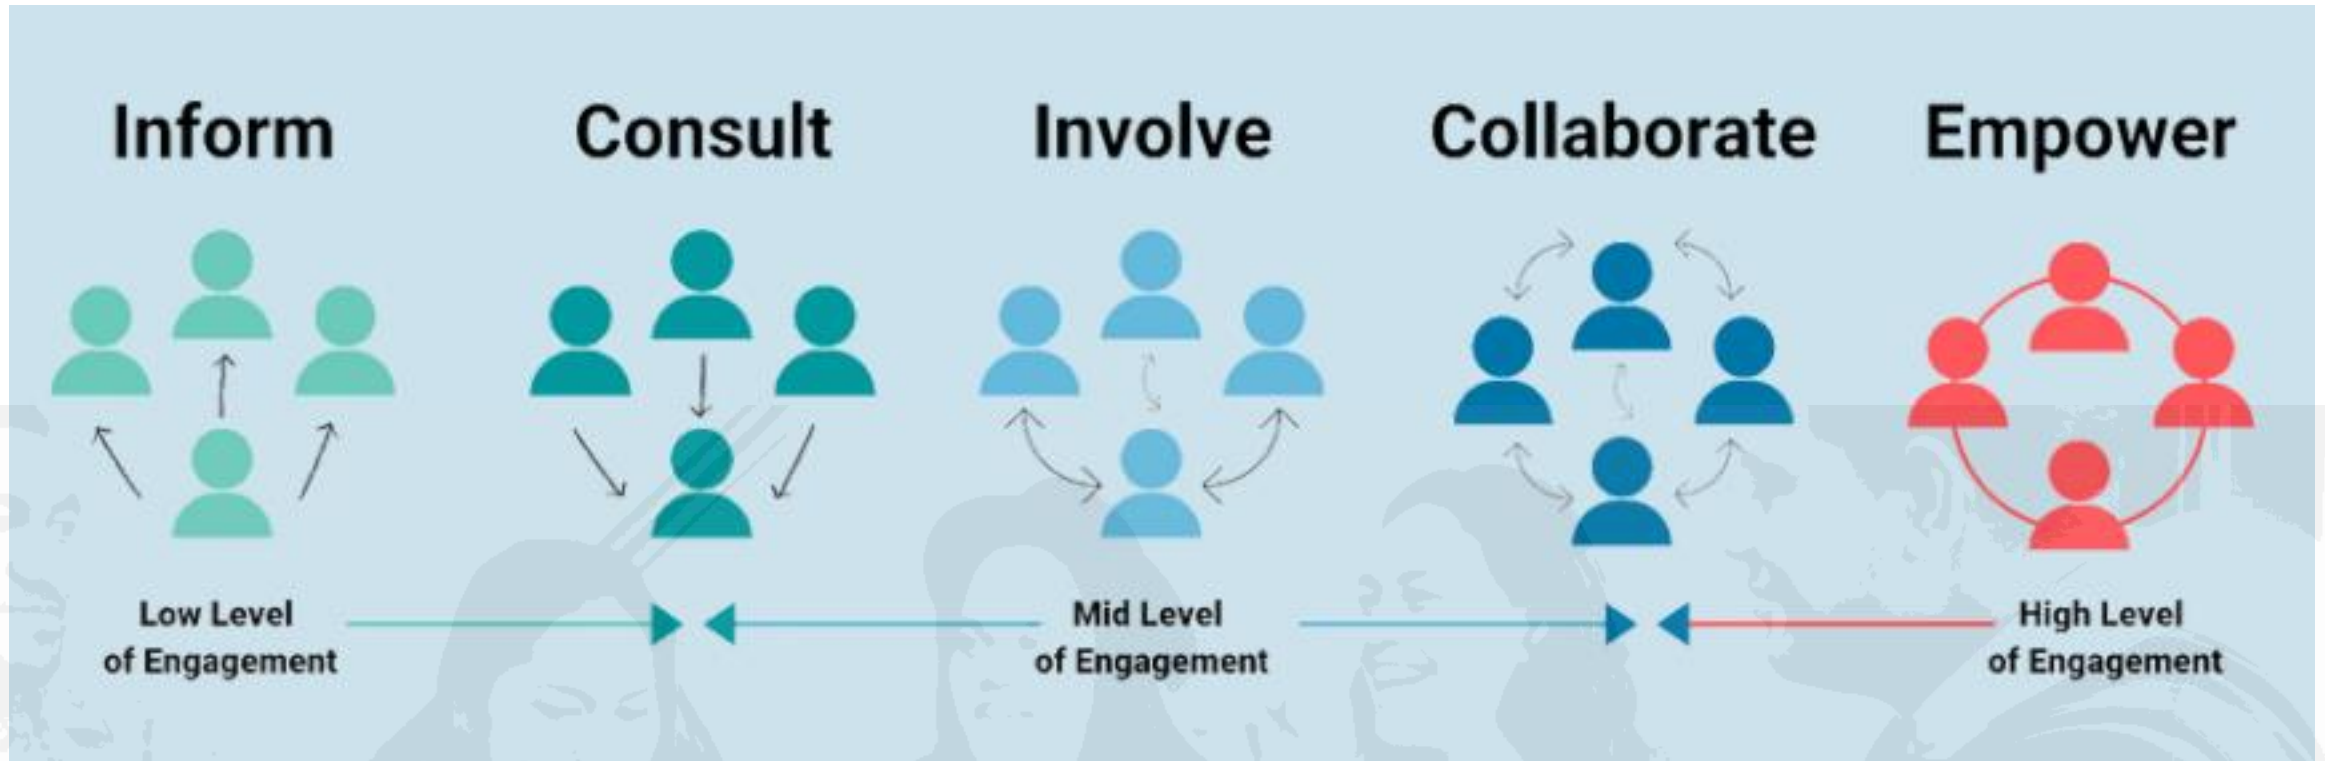 Inform
Consult
Involve
Collaborate
Empower
Low Level
of Engagement
Mid Level
of Engagement
High Level
of Engagement